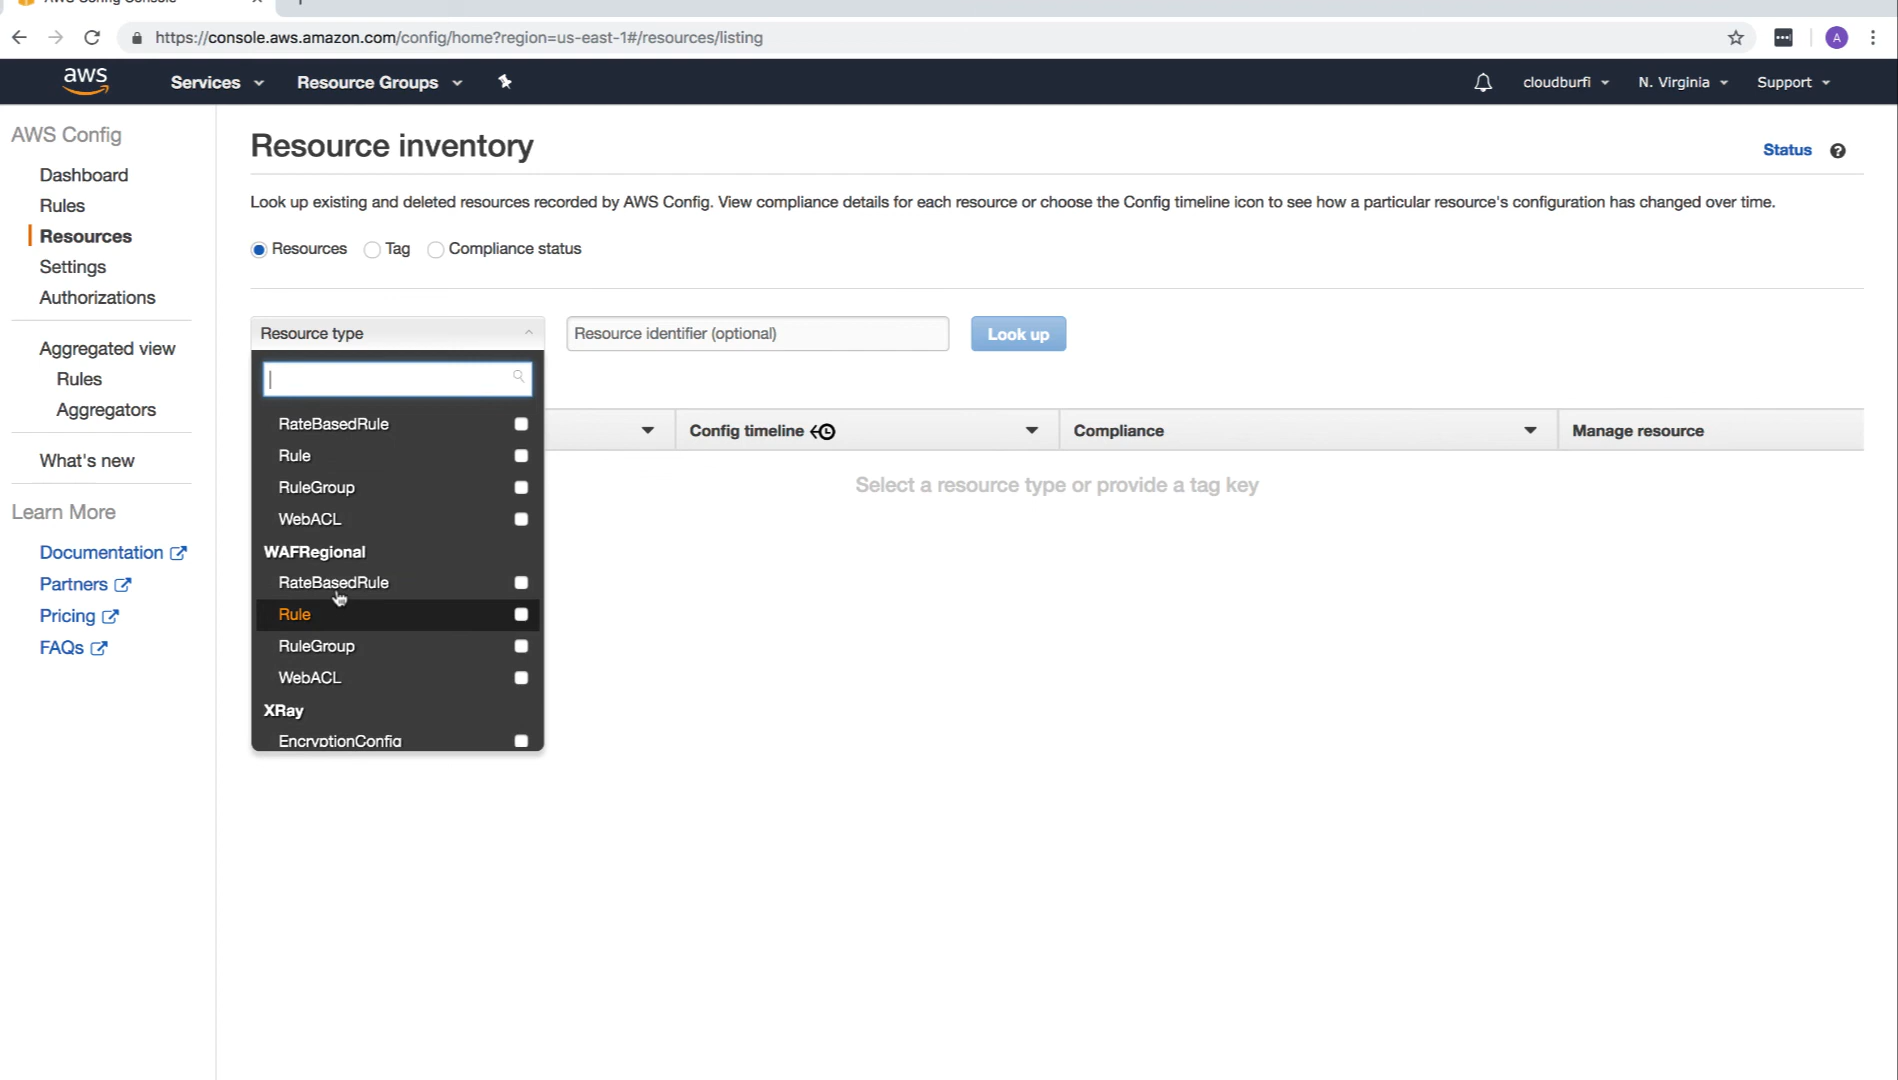 AWS Config Console
https://console.aws.amazon.com/config/home?region=us-east-1#/resources/listing
A
aws
Services
Resource Groups
cloudburfi
N. Virginia
Support
AWS Config
Dashboard
Rules
Resources
Settings
Authorizations
Aggregated view
Rules
Aggregators
What's new
Learn More
Documentation
Partners
Pricing
FAQs
Resource inventory
Status
Look up existing and deleted resources recorded by AWS Config. View compliance details for each resource or choose the Config timeline icon to see how a particular resource's configuration has changed over time.
Resources
Tag
Compliance status
Resource type
Resource identifier (optional)
Look up
RateBasedRule
Rule
RuleGroup
WebACL
WAFRegional
RateBasedRule
Rule
RuleGroup
WebACL
XRay
EncryptionConfig
Config timeline
Compliance
Manage resource
Select a resource type or provide a tag key